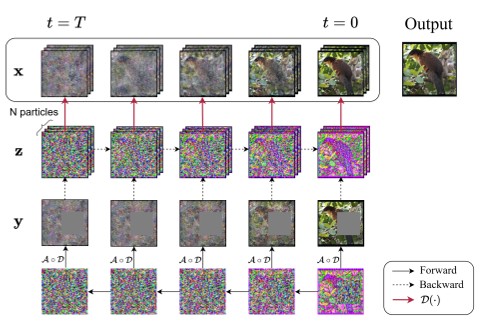 t = T
t = 0
Output
x
N particles
z
y
𝒜 ∘ 𝒟
𝒜 ∘ 𝒟
𝒜 ∘ 𝒟
𝒜 ∘ 𝒟
𝒜 ∘ 𝒟
Forward
Backward
𝒟(·)